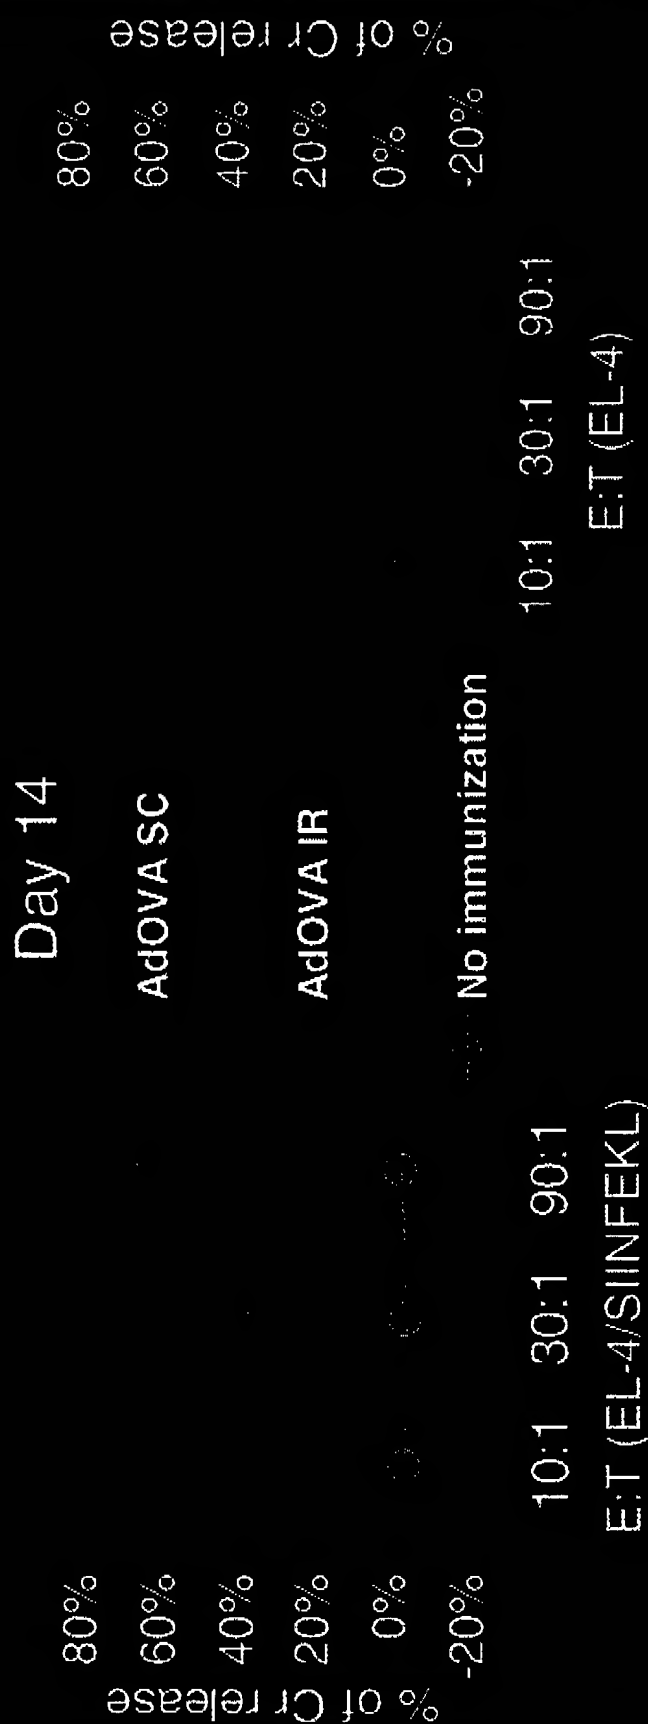 Day 14
% of Cr release
80%
60%
40%
20%
0%
-20%
10:1 30:1 90:1
E:T (EL-4/SIINFEKL)
AdOVA SC
AdOVA IR
No immunization
% of Cr release
80%
60%
40%
20%
0%
-20%
10:1 30:1 90:1
E:T (EL-4)